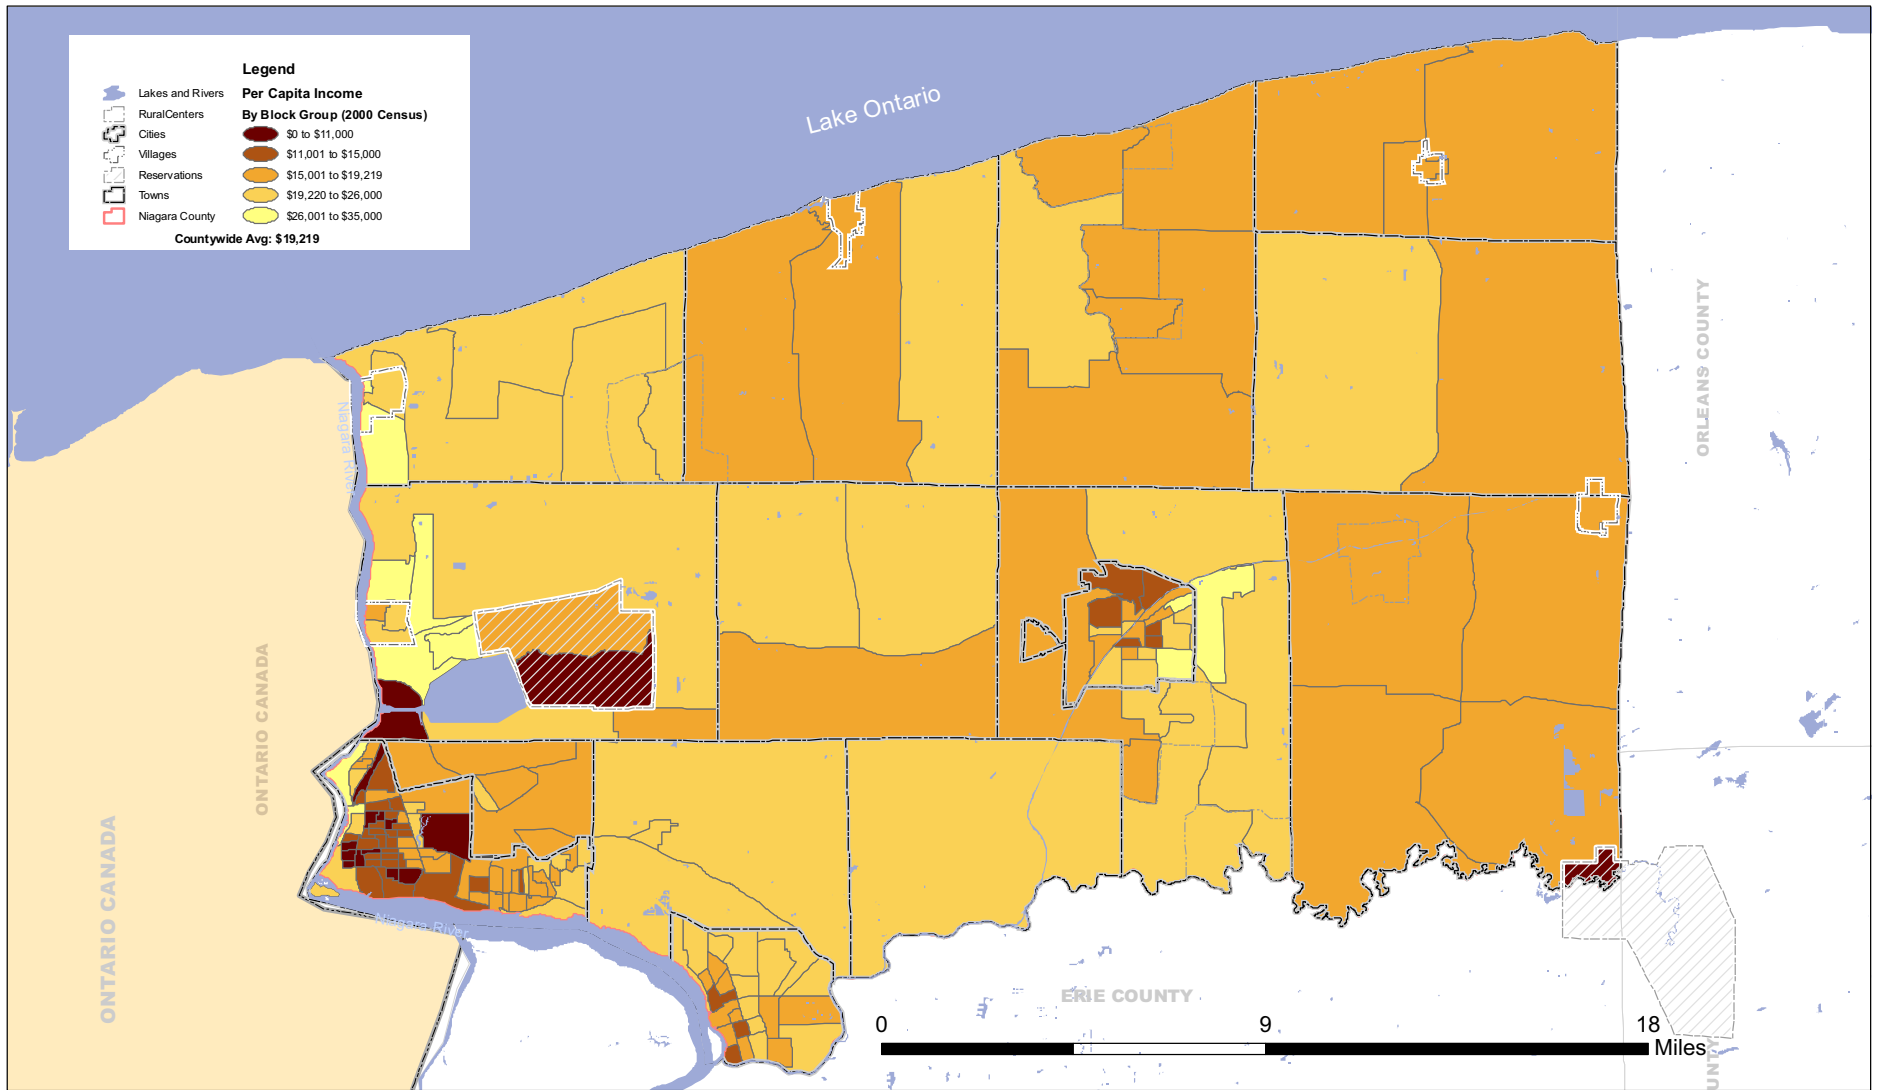 Legend
Lakes and Rivers
RuralCenters
Cities
Villages
Reservations
Towns
Niagara County
Per Capita Income
By Block Group (2000 Census)
$0 to $11,000
$11,001 to $15,000
$15,001 to $19,219
$19,220 to $26,000
$26,001 to $35,000
Countywide Avg: $19,219
Lake Ontario
Niagara River
ORLEANS COUNTY
ONTARIO CANADA
ONTARIO CANADA
Niagara River
ERIE COUNTY
0 9 18
Miles
UNTY